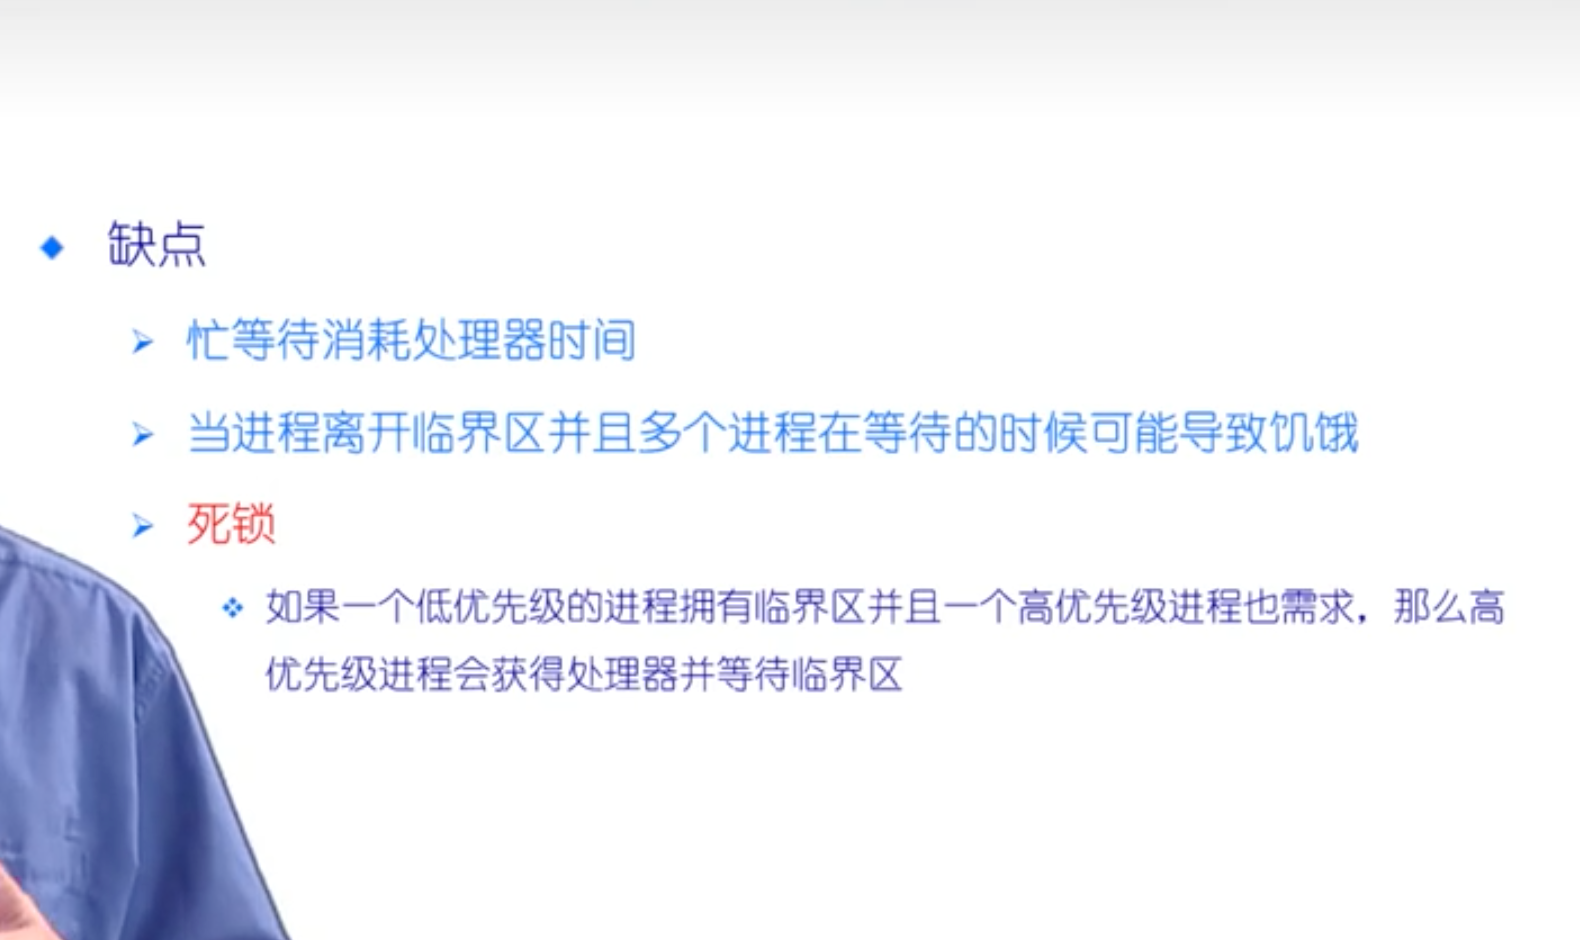 缺点
忙等待消耗处理器时间
当进程离开临界区并且多个进程在等待的时候可能导致饥饿
死锁
如果一个低优先级的进程拥有临界区并且一个高优先级进程也需求，那么高
优先级进程会获得处理器并等待临界区